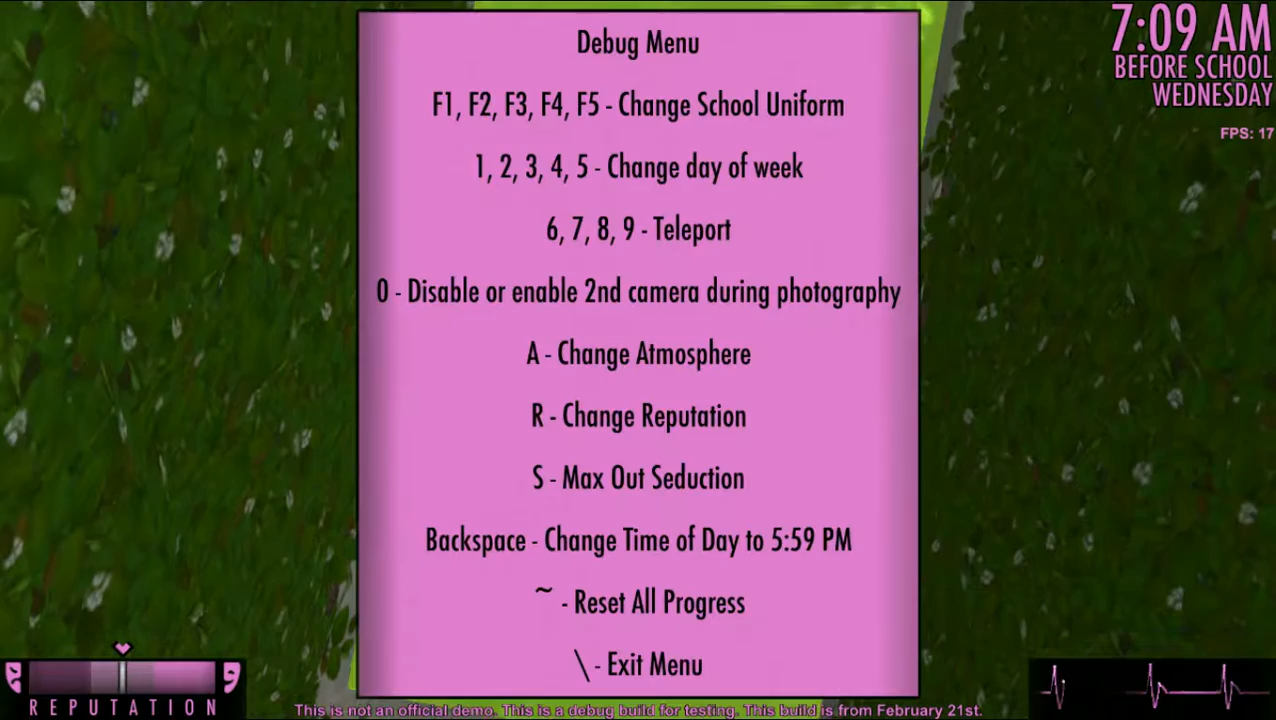 Debug Menu
F1, F2, F3, F4, F5 - Change School Uniform
1, 2, 3, 4, 5 - Change day of week
6, 7, 8, 9 - Teleport
0 - Disable or enable 2nd camera during photography
A - Change Atmosphere
R - Change Reputation
S - Max Out Seduction
Backspace - Change Time of Day to 5:59 PM
~ - Reset All Progress
\ - Exit Menu
7:09 AM
BEFORE SCHOOL
WEDNESDAY
FPS: 17
REPUTATION
This is not an official demo. This is a debug build for testing. This build is from February 21st.